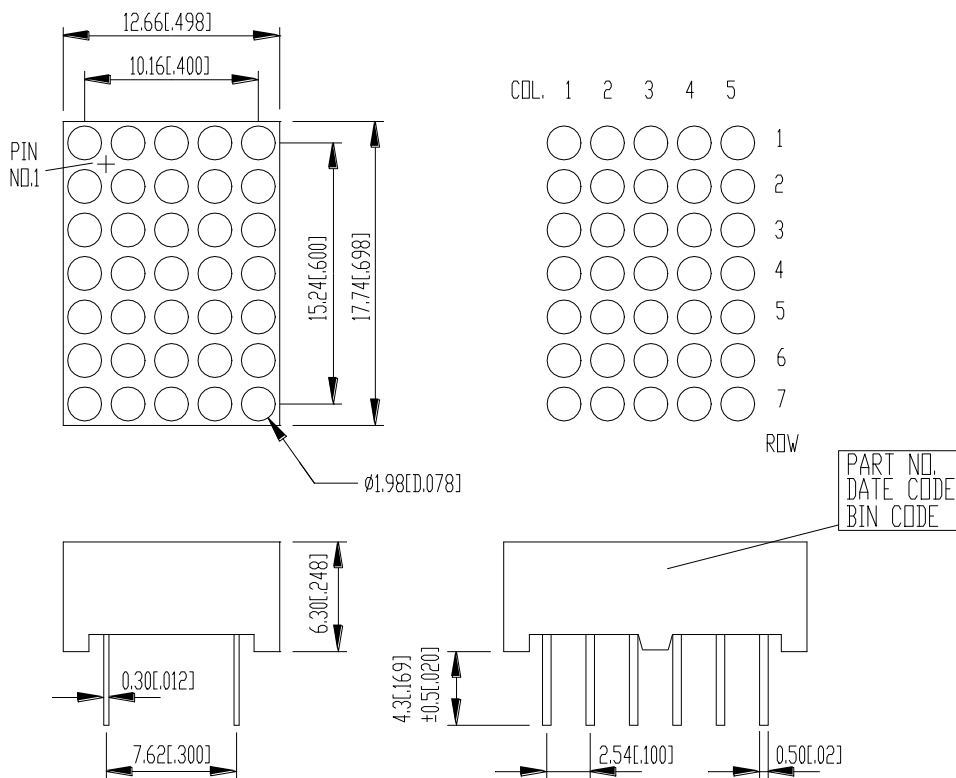 12.66[.498]
10.16[.400]
COL. 1 2 3 4 5
PIN
NO.1
1
2
3
4
5
6
7
ROW
15.24[.600]
17.74[.698]
ø1.98[D.078]
PART NO.
DATE CODE
BIN CODE
6.30[.248]
0.30[.012]
7.62[.300]
4.3[.169]
±0.5[.020]
2.54[.100]
0.50[.02]